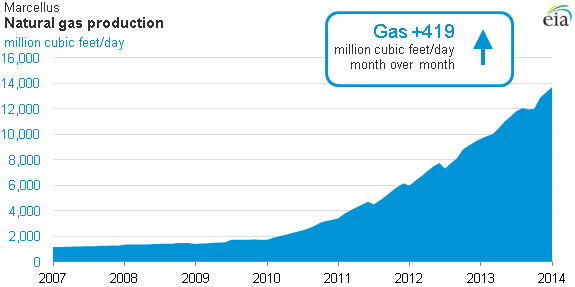 Marcellus
Natural gas production
million cubic feet/day
Gas +419
million cubic feet/day
month over month
eia
16,000
14,000
12,000
10,000
8,000
6,000
4,000
2,000
0
2007 2008 2009 2010 2011 2012 2013 2014